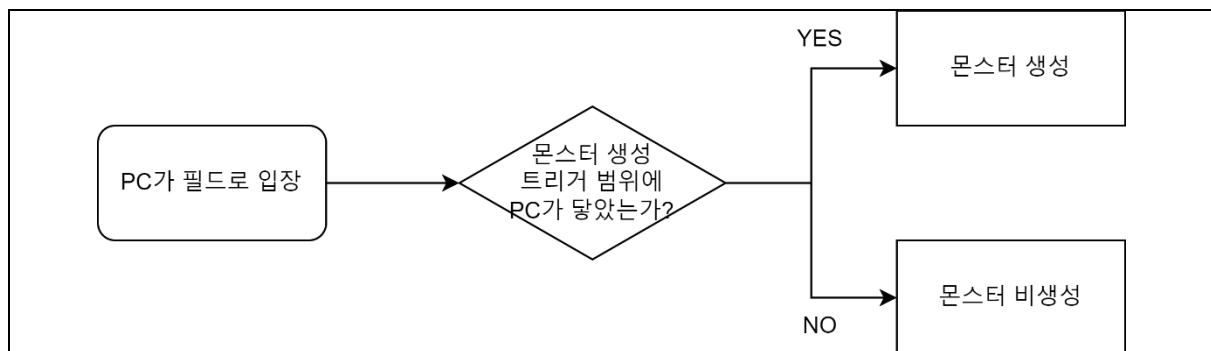 PC가 필드로 입장
몬스터 생성
트리거 범위에
PC가 닿았는가?
YES
몬스터 생성
NO
몬스터 비생성